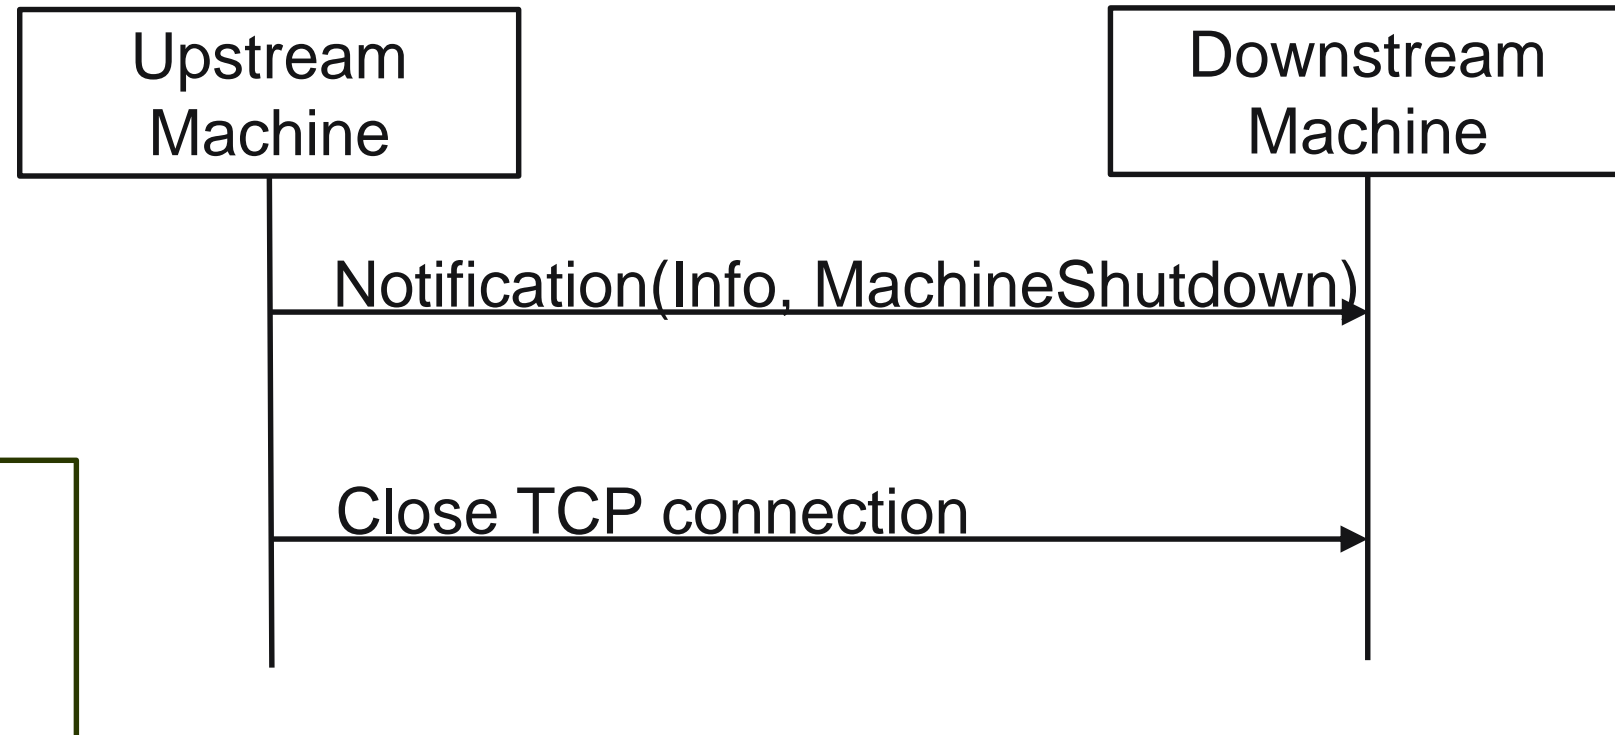 Upstream
Machine
Downstream
Machine
Notification(Info, MachineShutdown)
Close TCP connection